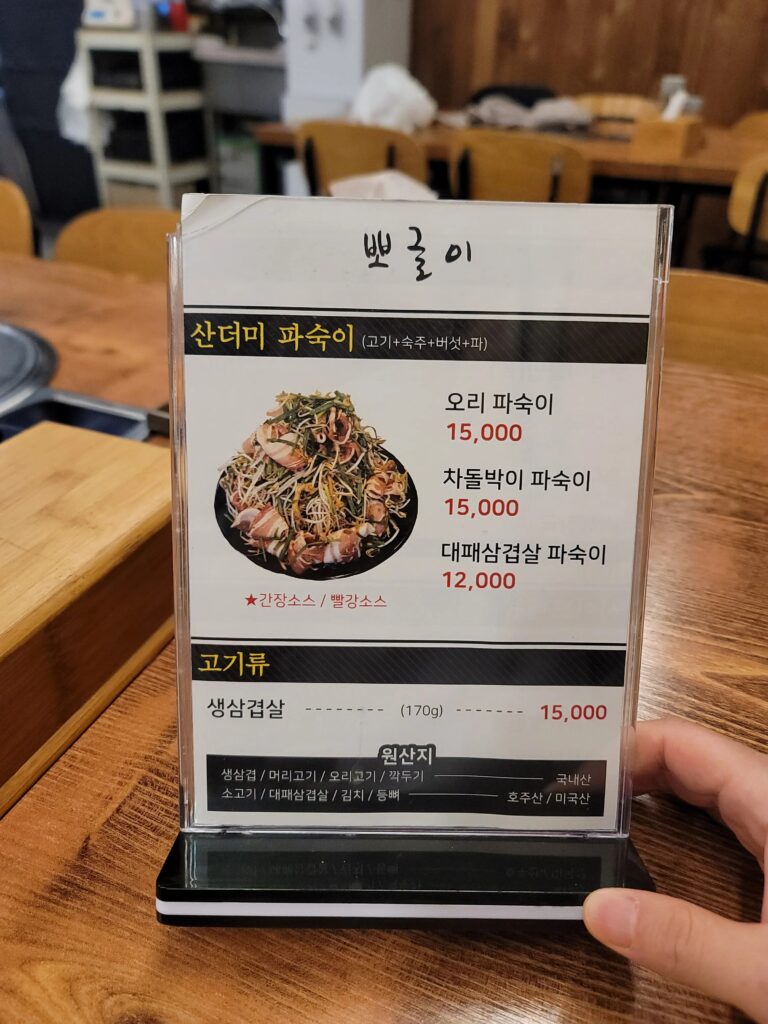 뽀글이
산더미 파숙이 (고기+숙주+버섯+파)
오리 파숙이
15,000
차돌박이 파숙이
15,000
대패삼겹살 파숙이
12,000
★간장소스 / 빨강소스
고기류
생삼겹살 -------- (170g) ------- 15,000
원산지
생삼겹 / 머리고기 / 오리고기 / 깍두기 국내산
소고기 / 대패삼겹살 / 김치 / 등뼈 호주산 / 미국산